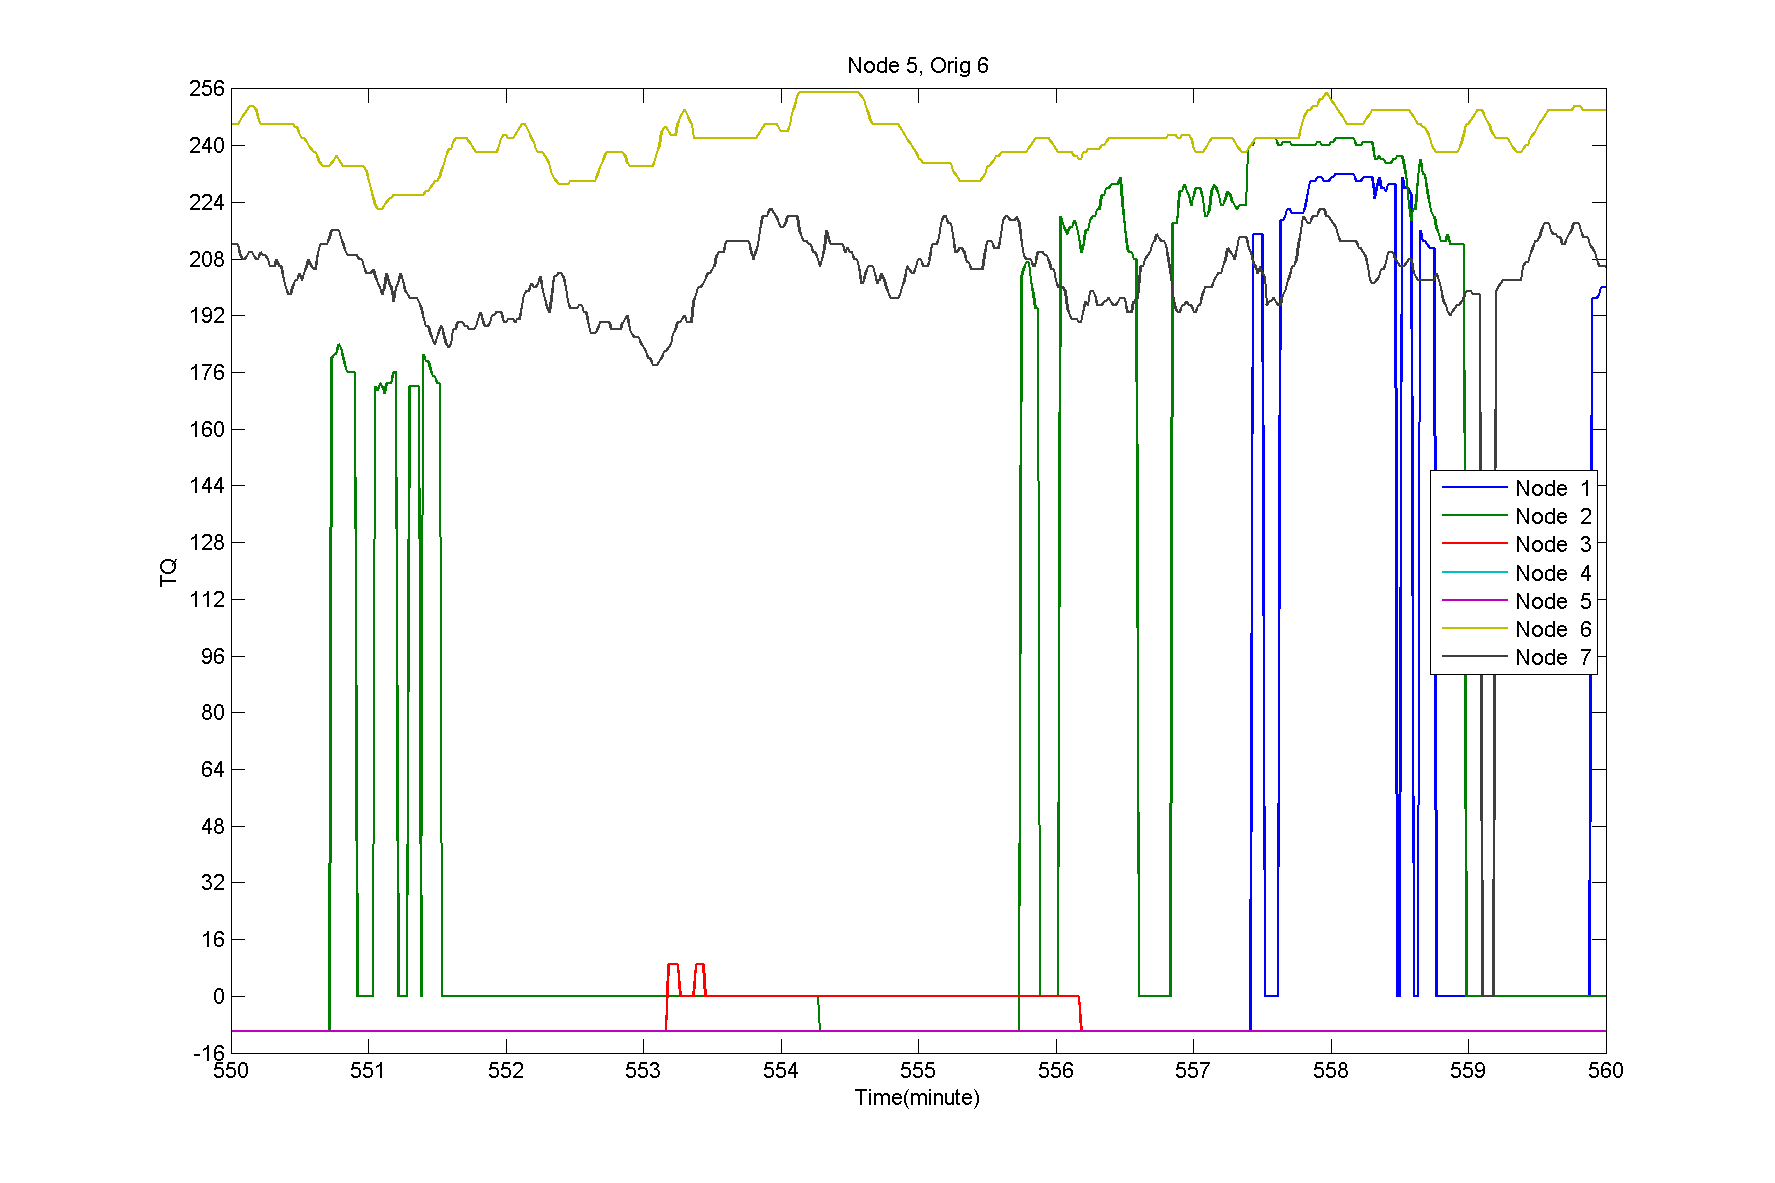 Node 5, Orig 6
256
240
224
208
192
176
160
144
128
112
96
80
64
48
32
16
0
-16
TQ
Node 1
Node 2
Node 3
Node 4
Node 5
Node 6
Node 7
550 551 552 553 554 555 556 557 558 559 560
Time(minute)